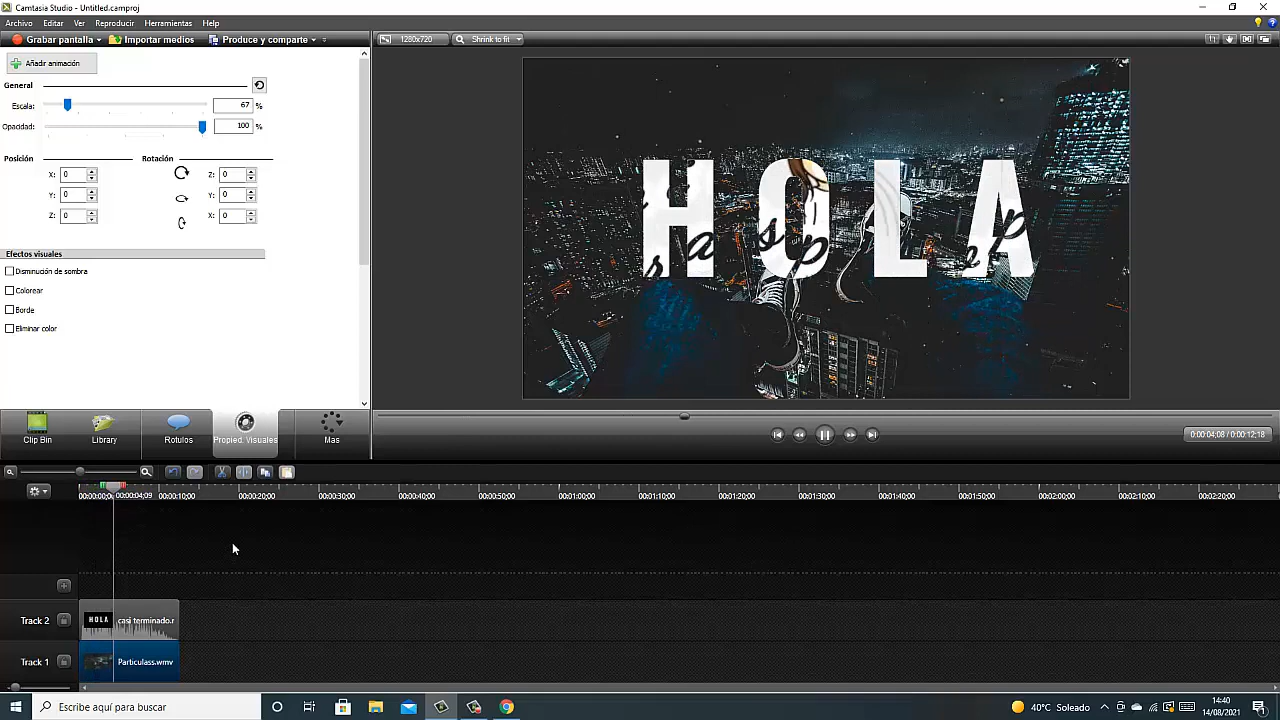 Camtasia Studio - Untitled.camproj
Archivo Editar Ver Reproducir Herramientas Help
Grabar pantalla Importar medios Produce y comparte
1280x720 Shrink to fit
Añadir animación
General
Escala: 67 %
Opacidad: 100 %
Posición Rotación
X: 0 Z: 0
Y: 0 Y: 0
Z: 0 X: 0
Efectos visuales
Disminución de sombra
Colorear
Borde
Eliminar color
HOLA
Clip Bin Library Rotulos Propied. Visuales Mas
0:00:04;08 / 0:00:12;18
00:00:04;09 00:00:10;00 00:00:20;00 00:00:30;00 00:00:40;00 00:00:50;00 00:01:00;00 00:01:10;00 00:01:20;00 00:01:30;00 00:01:40;00 00:01:50;00 00:02:00;00 00:02:10;00 00:02:20;00
Track 2 HOLA casi terminado.r
Track 1 Particulass.wmv
Escribe aquí para buscar
40°C Soleado
14:40
14/08/2021